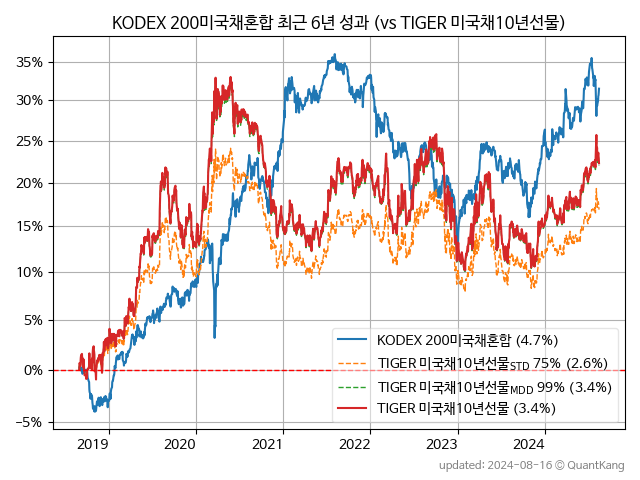 KODEX 200미국채혼합 최근 6년 성과 (vs TIGER 미국채10년선물)
35%
30%
25%
20%
15%
10%
5%
0%
−5%
KODEX 200미국채혼합 (4.7%)
TIGER 미국채10년선물STD 75% (2.6%)
TIGER 미국채10년선물MDD 99% (3.4%)
TIGER 미국채10년선물 (3.4%)
2019 2020 2021 2022 2023 2024
updated: 2024-08-16 © QuantKang